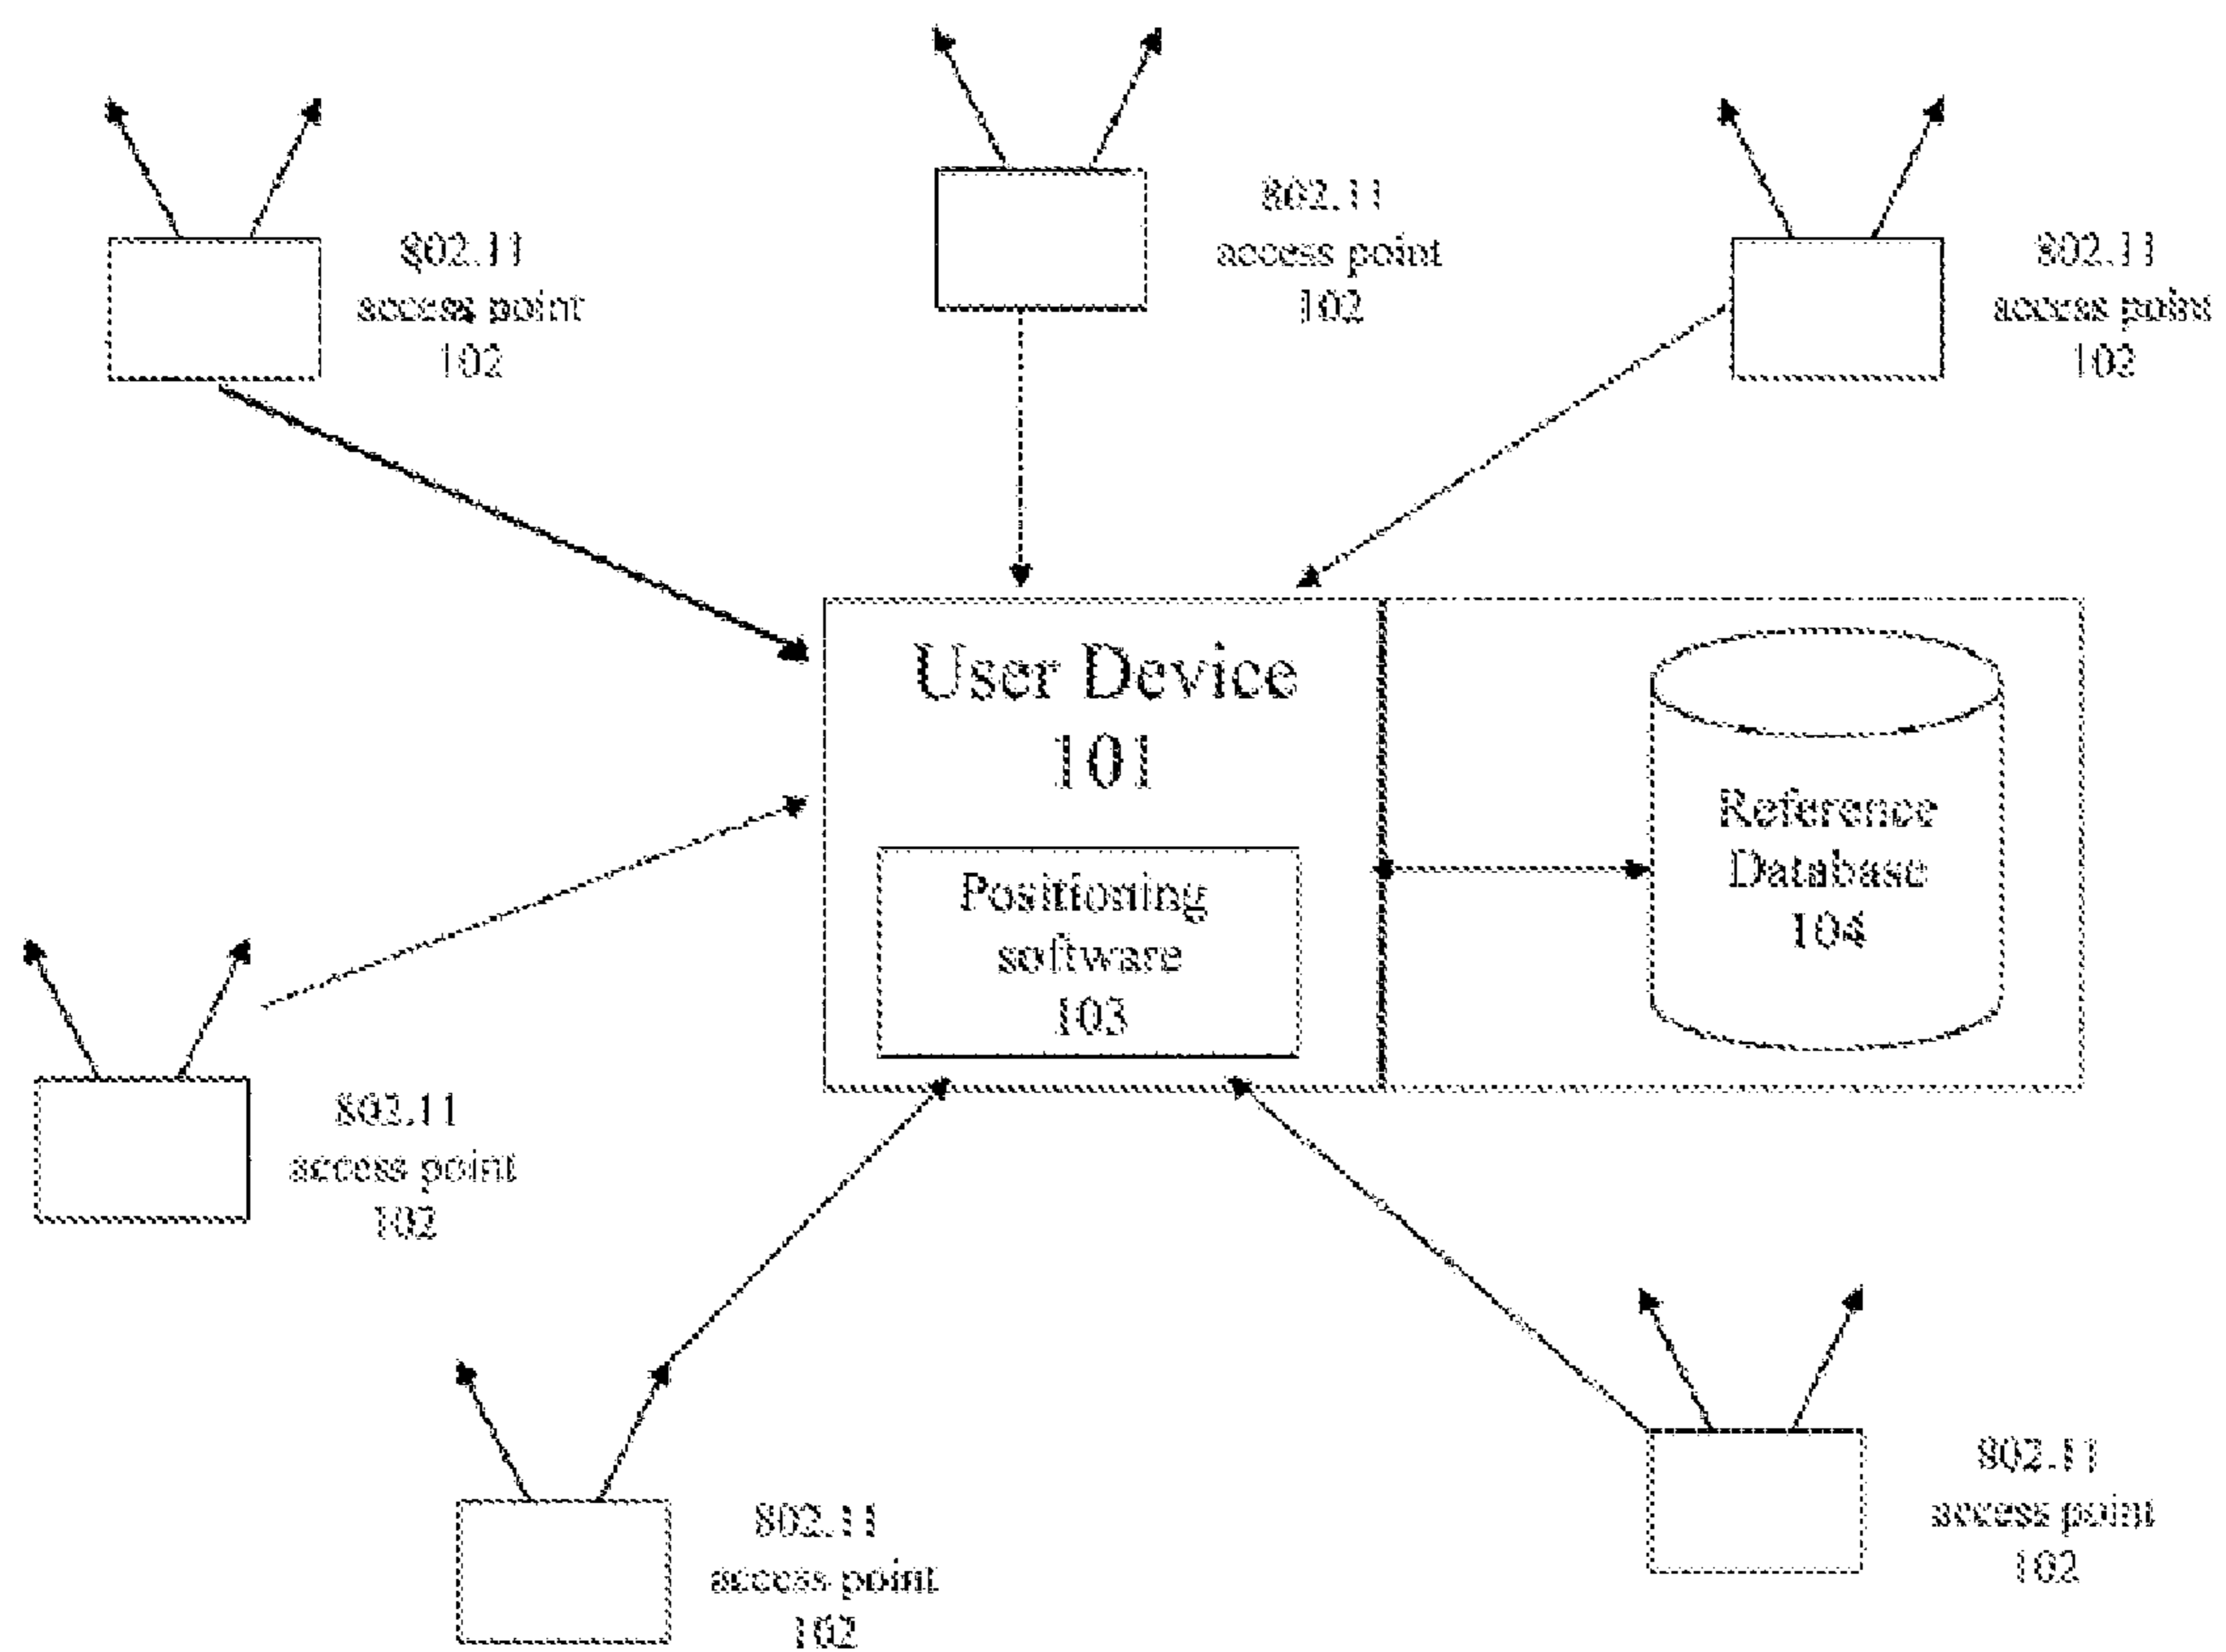 802.11
access point
102
802.11
access point
102
802.11
access point
102
User Device
101
Positioning
software
103
Reference
Database
104
802.11
access point
102
802.11
access point
102
802.11
access point
102